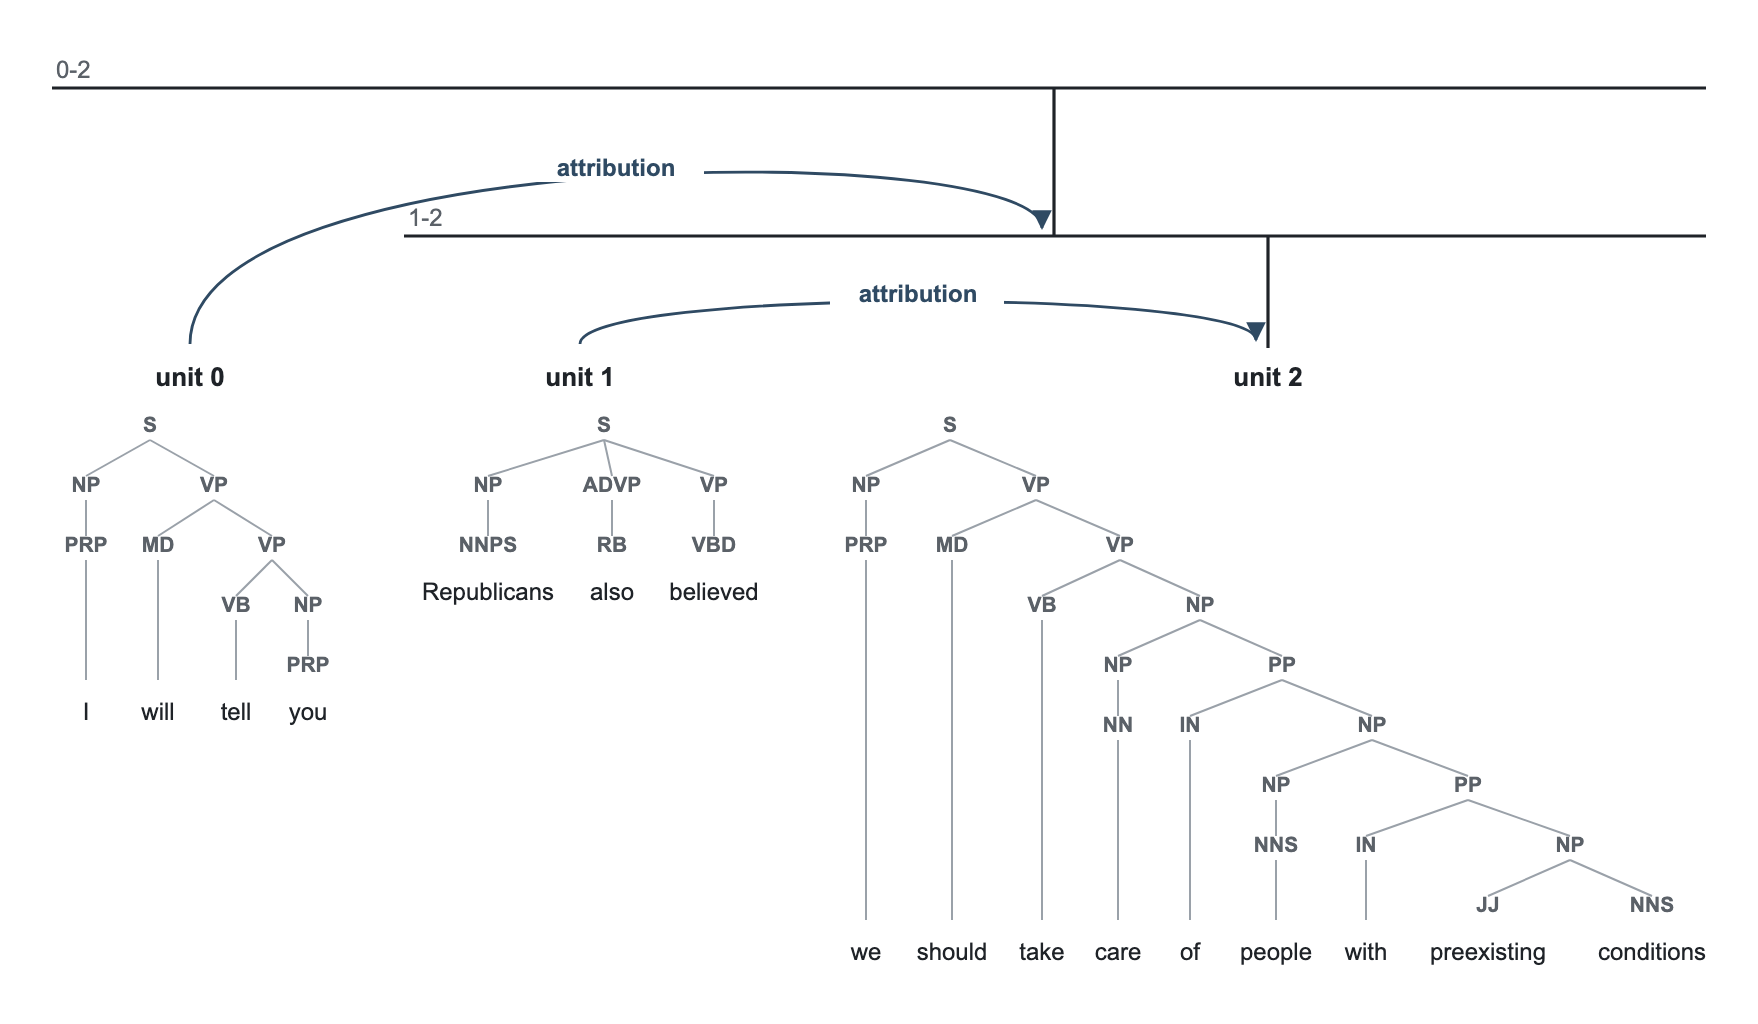 0-2
attribution
1-2
attribution
unit 0 unit 1 unit 2
S S S
NP VP NP ADVP VP NP VP
PRP MD VP NNPS RB VBD PRP MD VP
Republicans also believed
VB NP VB NP
PRP NP PP
I will tell you
NN IN NP
NP PP
NNS IN NP
JJ NNS
we should take care of people with preexisting conditions